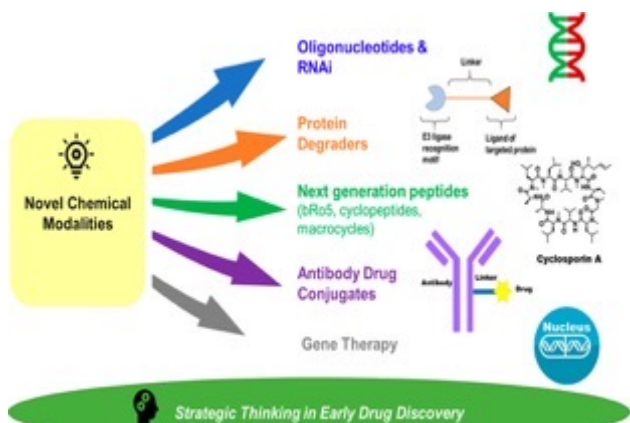 Oligonucleotides &
RNAi
Linker
Protein
Degraders
E3 ligase
recognition
motif
Ligand of
targeted protein
Novel Chemical
Modalities
Next generation peptides
(bRo5, cyclopeptides,
macrocycles)
Cyclosporin A
Antibody Drug
Conjugates
Antibody
Linker
Drug
Gene Therapy
Nucleus
Strategic Thinking in Early Drug Discovery